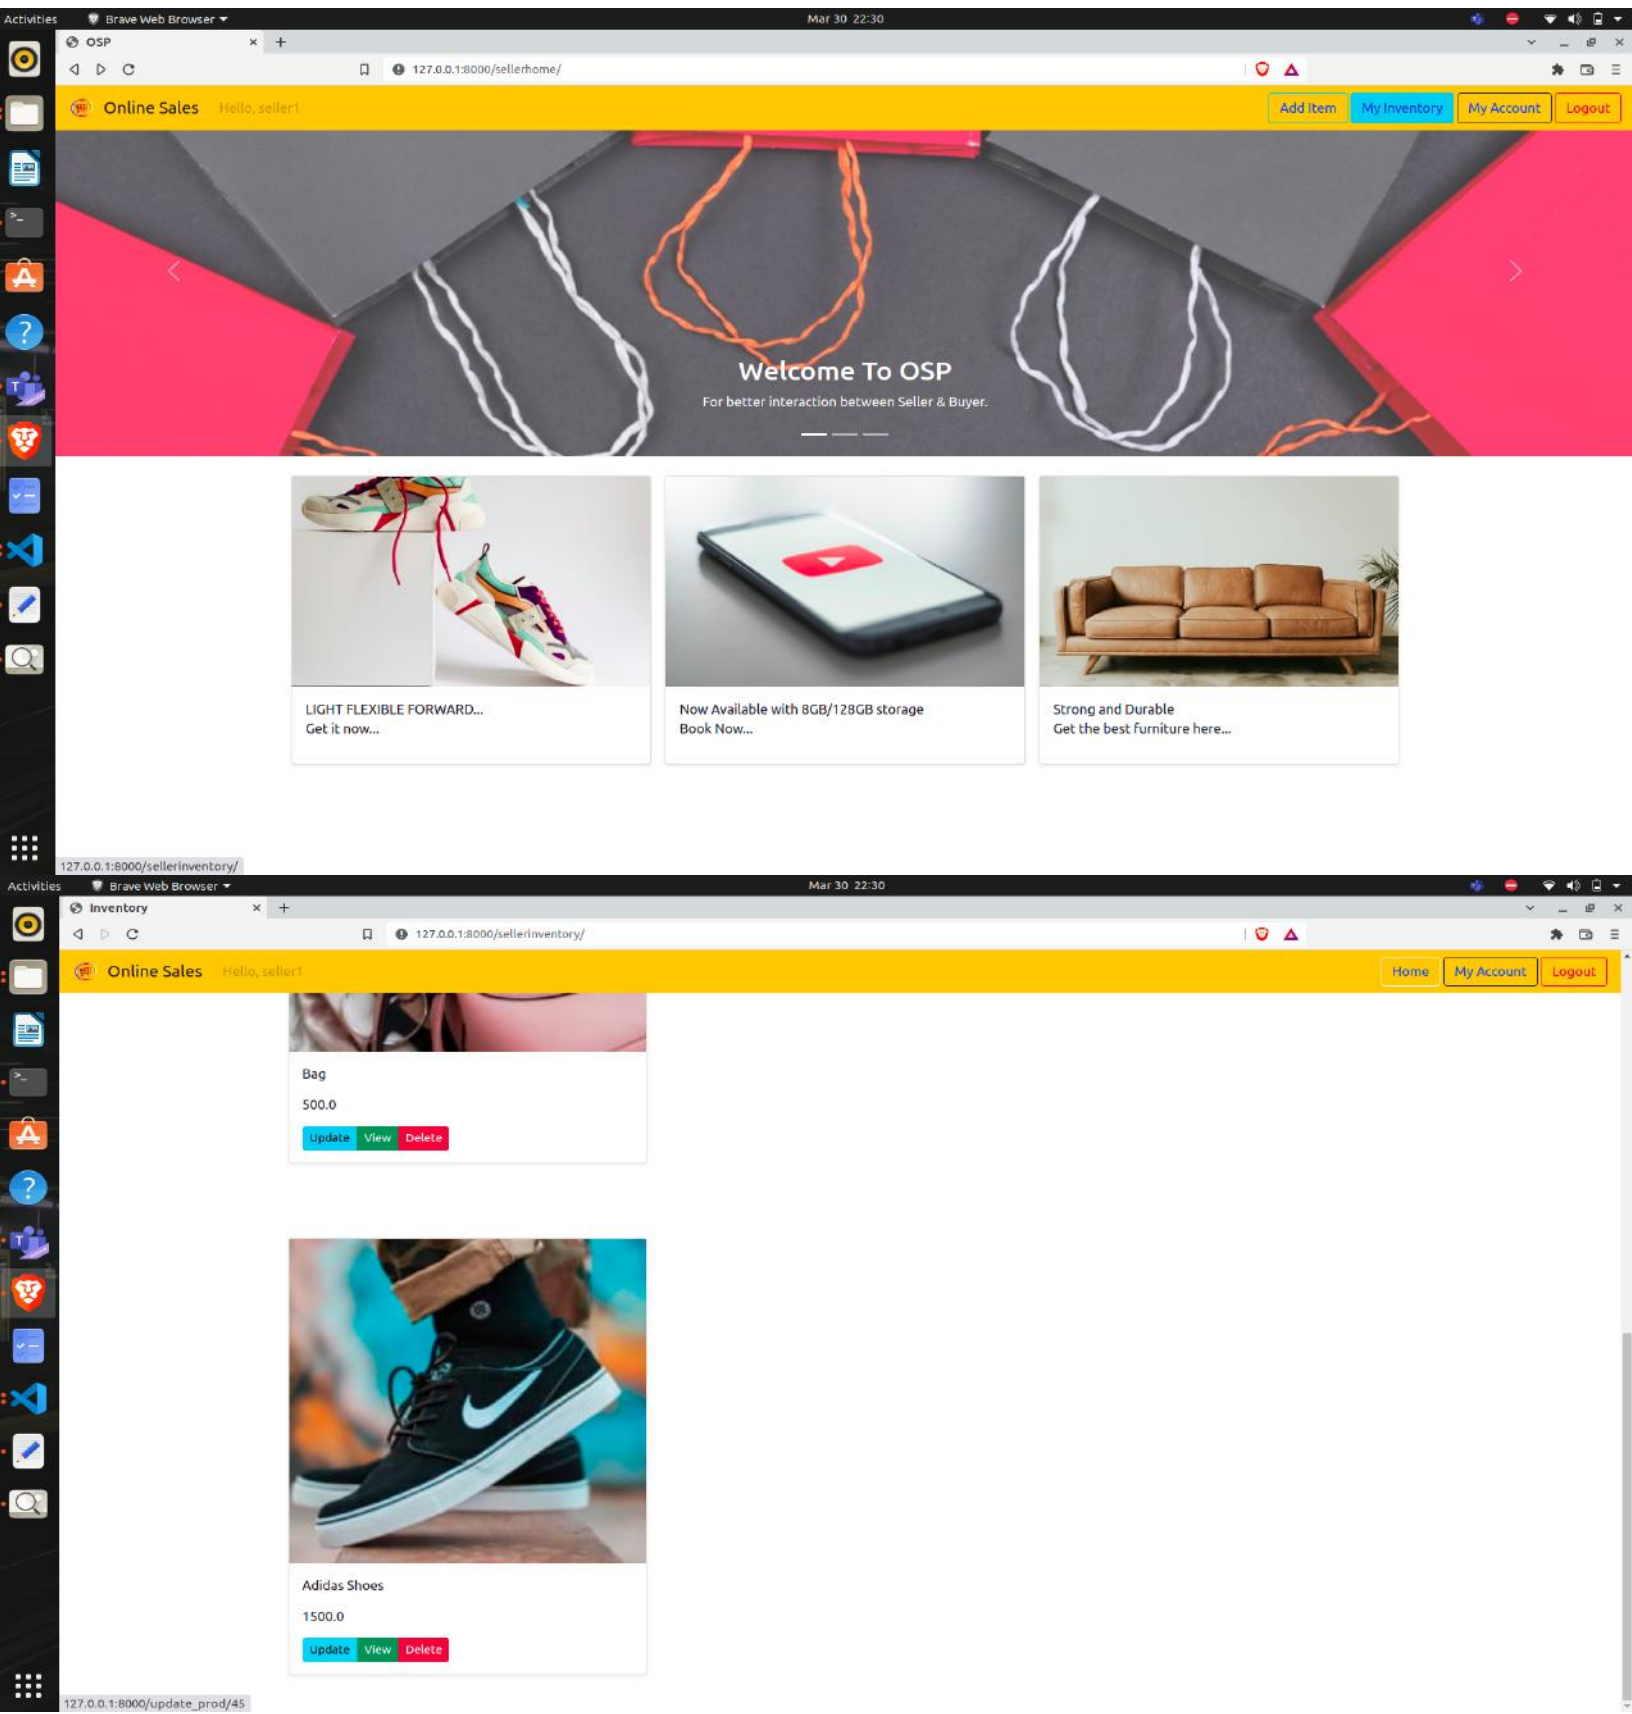 Activities Brave Web Browser Mar 30 22:30
OSP
127.0.0.1:8000/sellerhome/
Online Sales Hello, seller1 Add Item My Inventory My Account Logout
Welcome To OSP
For better interaction between Seller & Buyer.
LIGHT FLEXIBLE FORWARD...
Get it now...
Now Available with 8GB/128GB storage
Book Now...
Strong and Durable
Get the best furniture here...
127.0.0.1:8000/sellerinventory/
Activities Brave Web Browser Mar 30 22:30
Inventory
127.0.0.1:8000/sellerinventory/
Online Sales Hello, seller1 Home My Account Logout
Bag
500.0
Update View Delete
Adidas Shoes
1500.0
Update View Delete
127.0.0.1:8000/update_prod/45